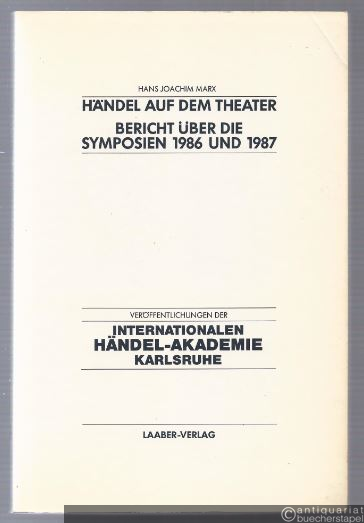 HANS JOACHIM MARX
HÄNDEL AUF DEM THEATER
BERICHT ÜBER DIE
SYMPOSIEN 1986 UND 1987
VERÖFFENTLICHUNGEN DER
INTERNATIONALEN
HÄNDEL-AKADEMIE
KARLSRUHE
LAABER-VERLAG
antiquariat
buecherstapel